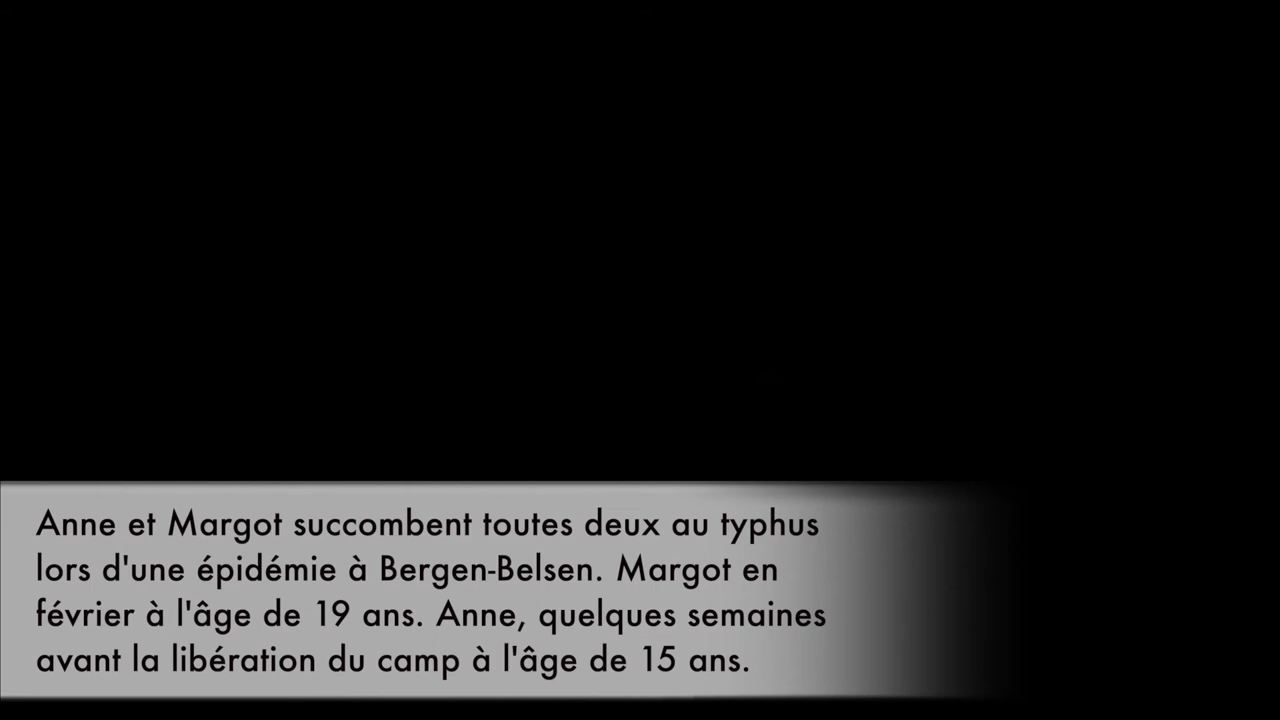 Anne et Margot succombent toutes deux au typhus
lors d'une épidémie à Bergen-Belsen. Margot en
février à l'âge de 19 ans. Anne, quelques semaines
avant la libération du camp à l'âge de 15 ans.